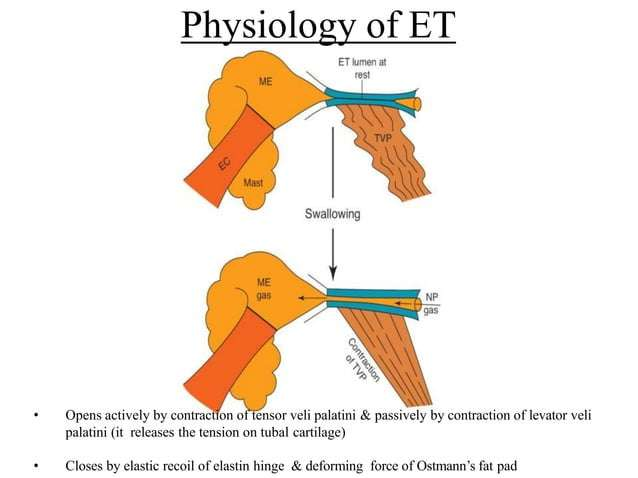 Physiology of ET
ET lumen at
rest
ME
TVP
EC
Mast
Swallowing
ME
gas
NP
gas
Contraction
of TVP
• Opens actively by contraction of tensor veli palatini & passively by contraction of levator veli
palatini (it releases the tension on tubal cartilage)
• Closes by elastic recoil of elastin hinge & deforming force of Ostmann’s fat pad